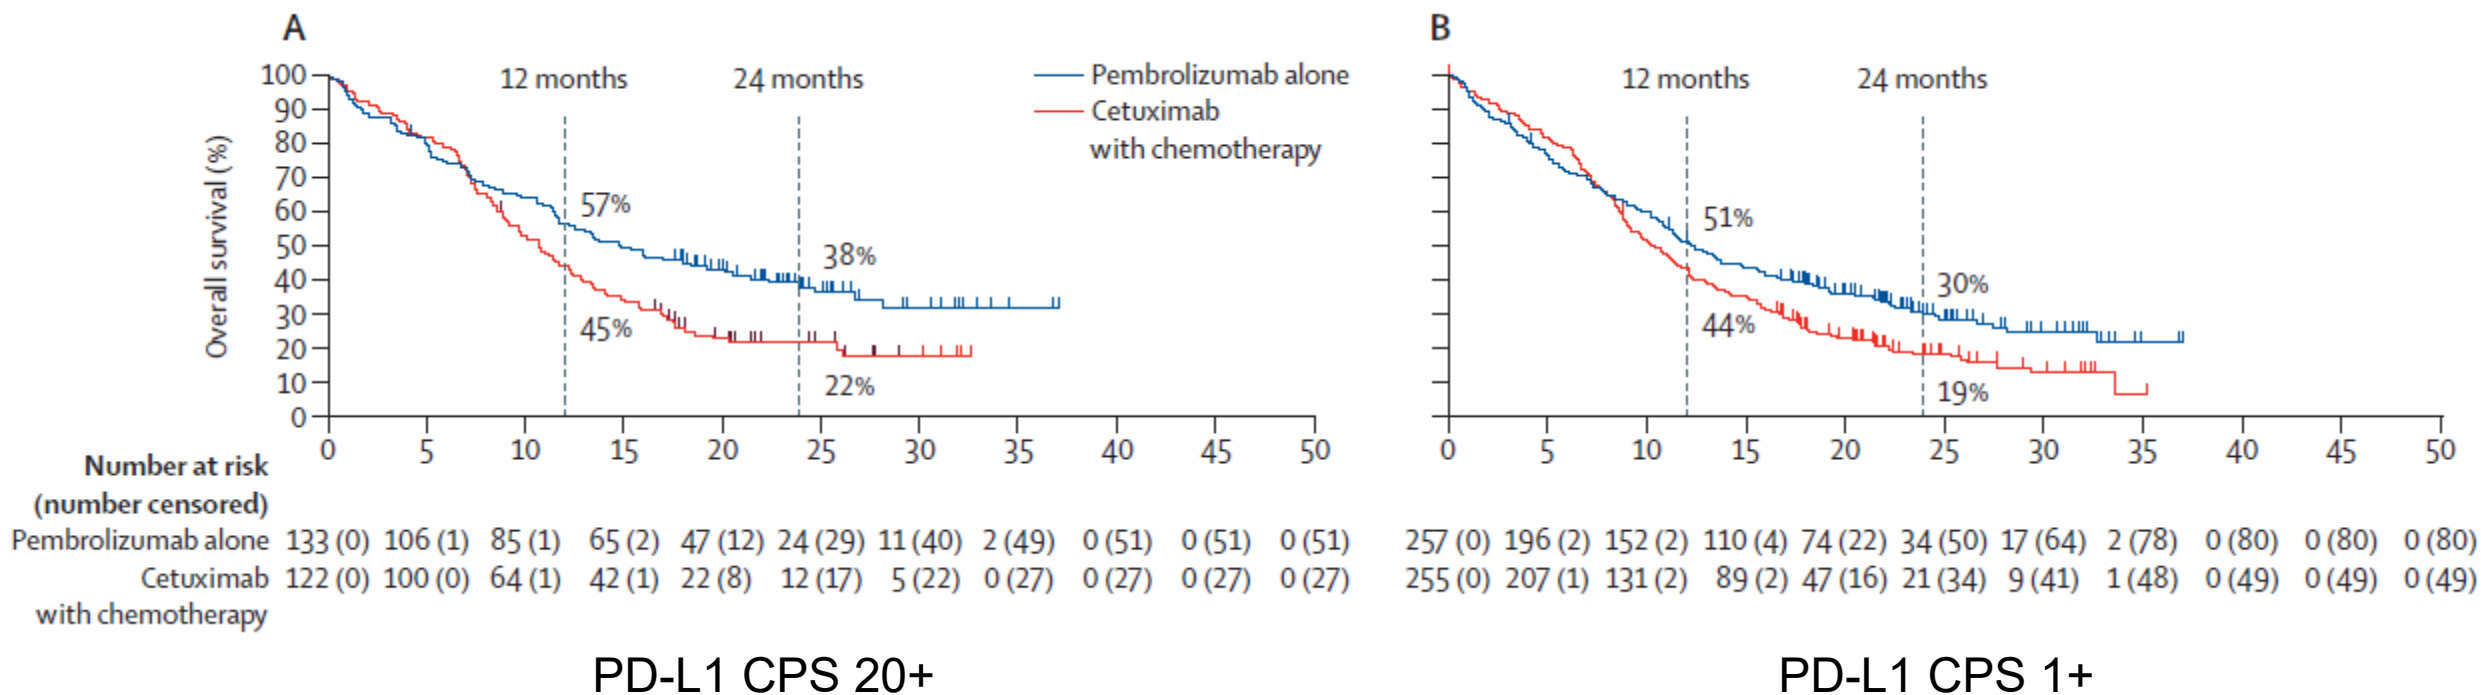 A
B
12 months
24 months
Pembrolizumab alone
Cetuximab
with chemotherapy
12 months
24 months
Overall survival (%)
100
90
80
70
60
50
40
30
20
10
0
57%
38%
45%
22%
51%
30%
44%
19%
0 5 10 15 20 25 30 35 40 45 50
0 5 10 15 20 25 30 35 40 45 50
Number at risk
(number censored)
Pembrolizumab alone 133 (0) 106 (1) 85 (1) 65 (2) 47 (12) 24 (29) 11 (40) 2 (49) 0 (51) 0 (51) 0 (51) 257 (0) 196 (2) 152 (2) 110 (4) 74 (22) 34 (50) 17 (64) 2 (78) 0 (80) 0 (80) 0 (80)
Cetuximab 122 (0) 100 (0) 64 (1) 42 (1) 22 (8) 12 (17) 5 (22) 0 (27) 0 (27) 0 (27) 0 (27) 255 (0) 207 (1) 131 (2) 89 (2) 47 (16) 21 (34) 9 (41) 1 (48) 0 (49) 0 (49) 0 (49)
with chemotherapy
PD-L1 CPS 20+
PD-L1 CPS 1+